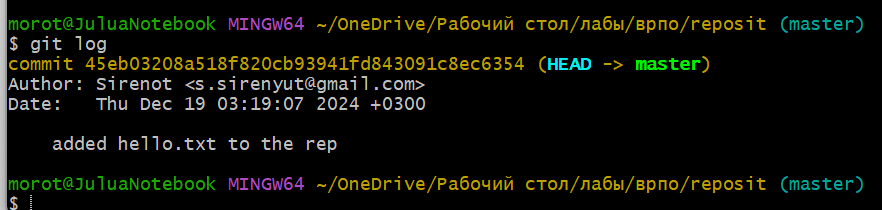 morot@JuluaNotebook MINGW64 ~/OneDrive/Рабочий стол/лабы/врпо/reposit (master)
$ git log
commit 45eb03208a518f820cb93941fd843091c8ec6354 (HEAD -> master)
Author: Sirenot <s.sirenyut@gmail.com>
Date:   Thu Dec 19 03:19:07 2024 +0300
    added hello.txt to the rep
morot@JuluaNotebook MINGW64 ~/OneDrive/Рабочий стол/лабы/врпо/reposit (master)
$